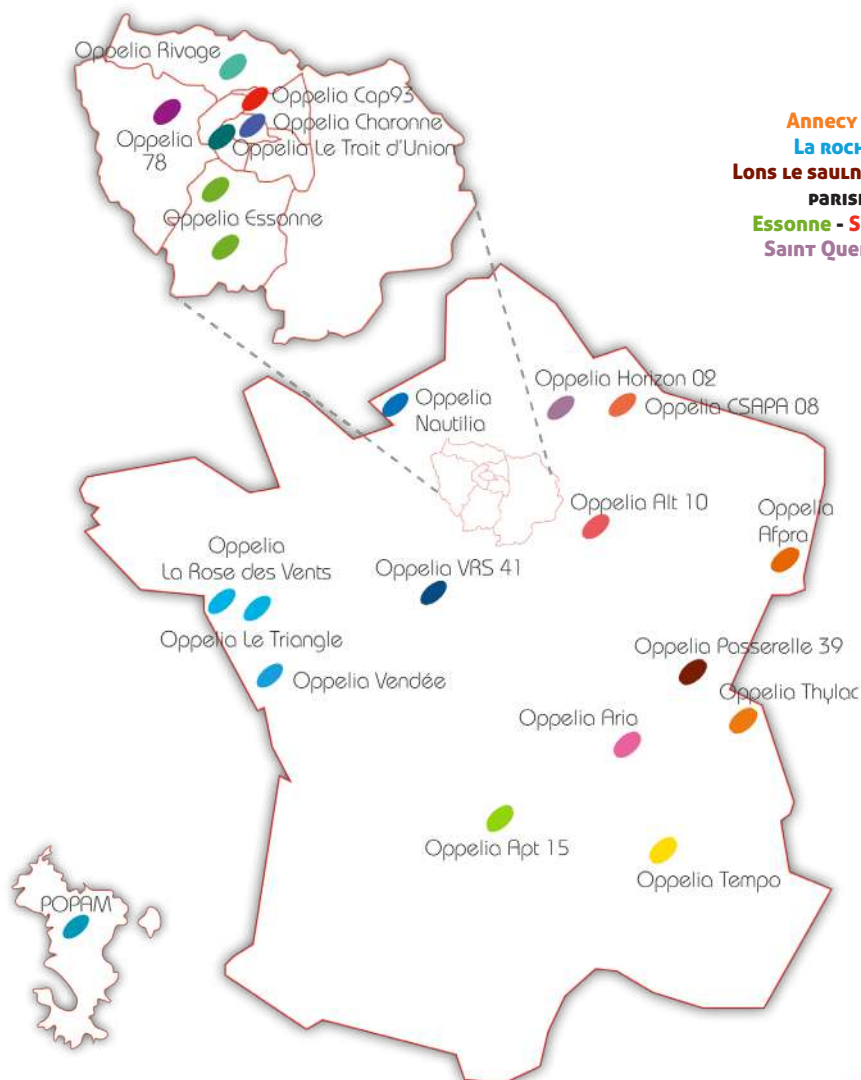 Oppelia Rivage
Oppelia Cap93
Oppelia Charonne
Oppelia
78
Oppelia Le Trait d'Union
Oppelia Essonne
Annecy
La Roch
Lons le Sauln
Paris
Essonne - S
Saint Quen
Oppelia Horizon 02
Oppelia
Nautilia
Oppelia CSAPA 08
Oppelia Alt 10
Oppelia
Afpra
Oppelia
La Rose des Vents
Oppelia VRS 41
Oppelia Le Triangle
Oppelia Passerelle 39
Oppelia Vendée
Oppelia Thylac
Oppelia Aria
Oppelia Apt 15
Oppelia Tempo
POPAM